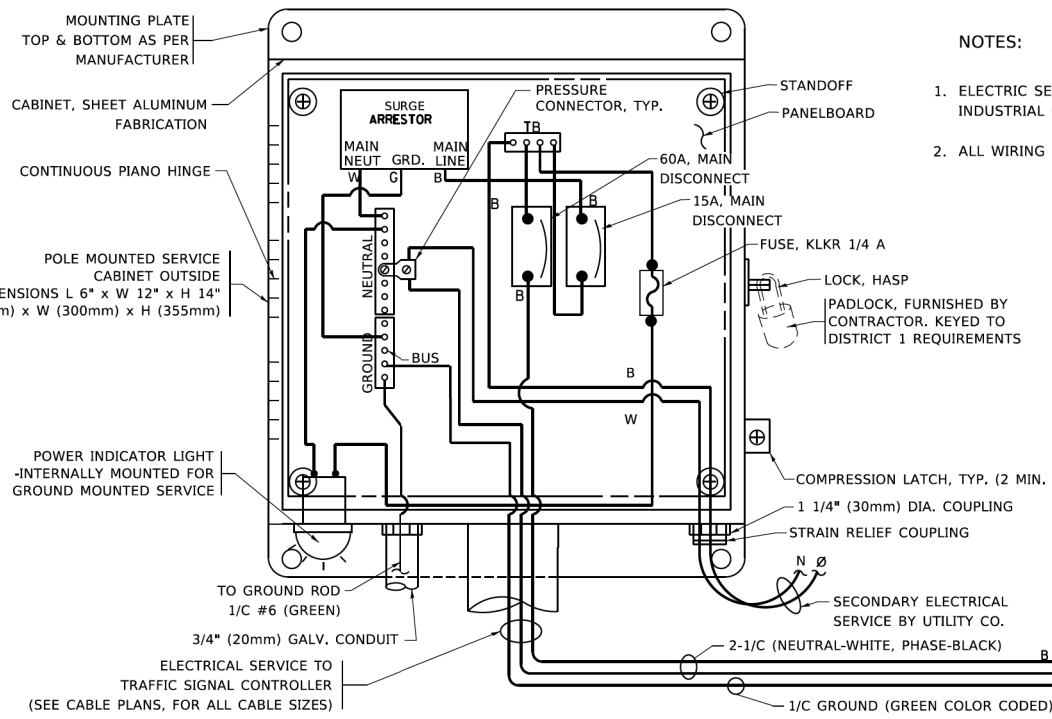 MOUNTING PLATE
TOP & BOTTOM AS PER
MANUFACTURER
CABINET, SHEET ALUMINUM
FABRICATION
CONTINUOUS PIANO HINGE
POLE MOUNTED SERVICE
CABINET OUTSIDE
L 6" x W 12" x H 14"
x W (300mm) x H (355mm)
POWER INDICATOR LIGHT
-INTERNALLY MOUNTED FOR
GROUND MOUNTED SERVICE
TO GROUND ROD
1/C #6 (GREEN)
3/4" (20mm) GALV. CONDUIT
ELECTRICAL SERVICE TO
TRAFFIC SIGNAL CONTROLLER
(SEE CABLE PLANS, FOR ALL CABLE SIZES)
SURGE
ARRESTOR
MAIN
NEUT
GRD.
MAIN
LINE
W
G
B
NEUTRAL
GROUND
BUS
PRESSURE
CONNECTOR, TYP.
TB
B
B
B
B
W
60A, MAIN
DISCONNECT
15A, MAIN
DISCONNECT
STANDOFF
PANELBOARD
FUSE, KLKR 1/4 A
LOCK, HASP
PADLOCK, FURNISHED BY
CONTRACTOR. KEYED TO
DISTRICT 1 REQUIREMENTS
COMPRESSION LATCH, TYP. (2 MIN.
1 1/4" (30mm) DIA. COUPLING
STRAIN RELIEF COUPLING
N Ø
SECONDARY ELECTRICAL
SERVICE BY UTILITY CO.
2-1/C (NEUTRAL-WHITE, PHASE-BLACK)
B
1/C GROUND (GREEN COLOR CODED)
NOTES:
1. ELECTRIC
INDUSTRIAL
2. ALL WIRING